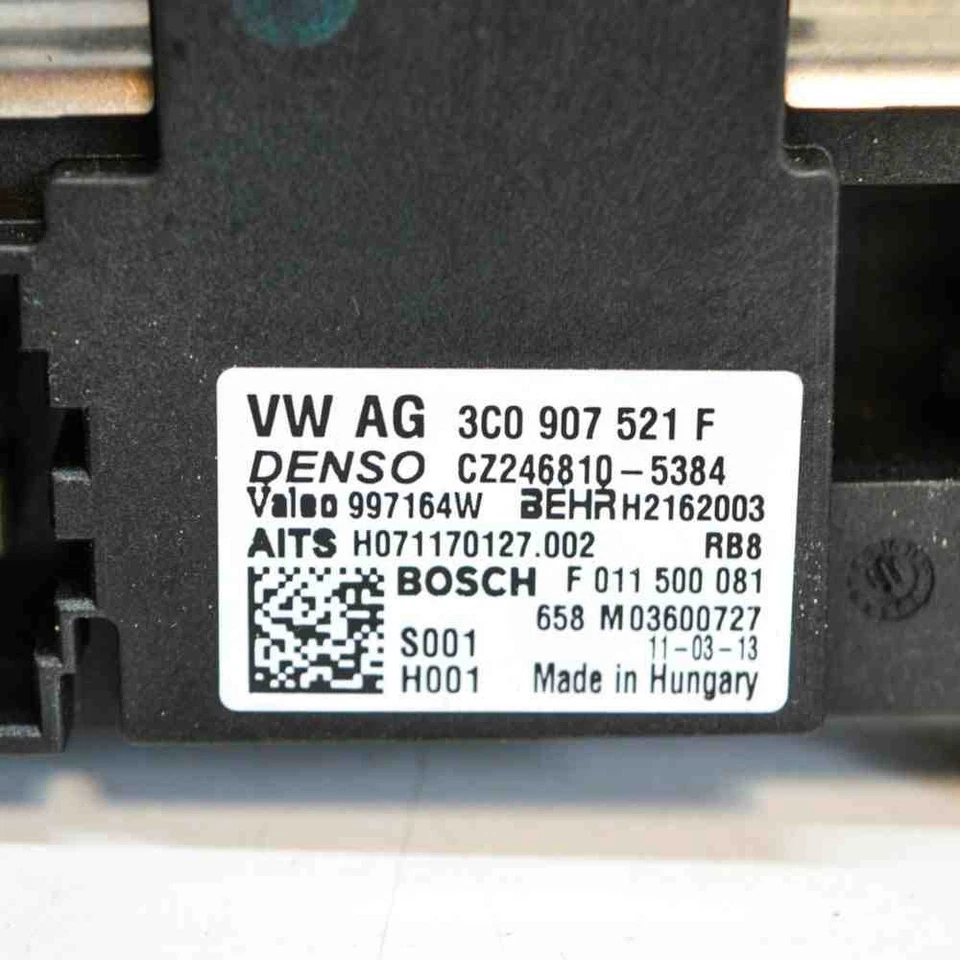 VW AG 3C0 907 521 F
DENSO CZ246810-5384
Valeo 997164W BEHR H2162003
AITS H071170127.002 RB8
BOSCH F 011 500 081
658 M03600727
S001 11-03-13
H001 Made in Hungary